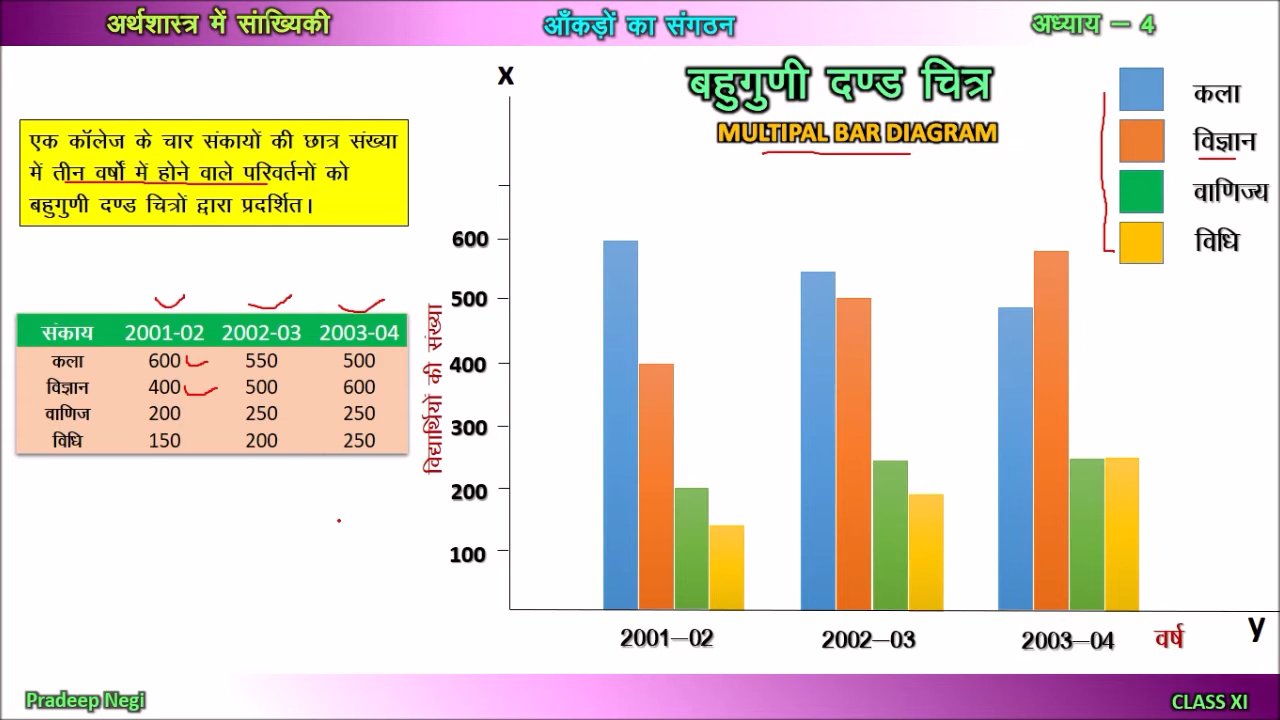 अर्थशास्त्र में सांख्यिकी
आँकड़ों का संगठन
अध्याय – 4
बहुगुणी दण्ड चित्र
MULTIPAL BAR DIAGRAM
एक कॉलेज के चार संकायों की छात्र संख्या
में तीन वर्षो में होने वाले परिवर्तनों को
बहुगुणी दण्ड चित्रों द्वारा प्रदर्शित।
संकाय 2001-02 2002-03 2003-04
कला 600 550 500
विज्ञान 400 500 600
वाणिज 200 250 250
विधि 150 200 250
X
विद्यार्थियों की संख्या
600
500
400
300
200
100
कला
विज्ञान
वाणिज्य
विधि
2001–02 2002–03 2003–04 वर्ष y
Pradeep Negi
CLASS XI